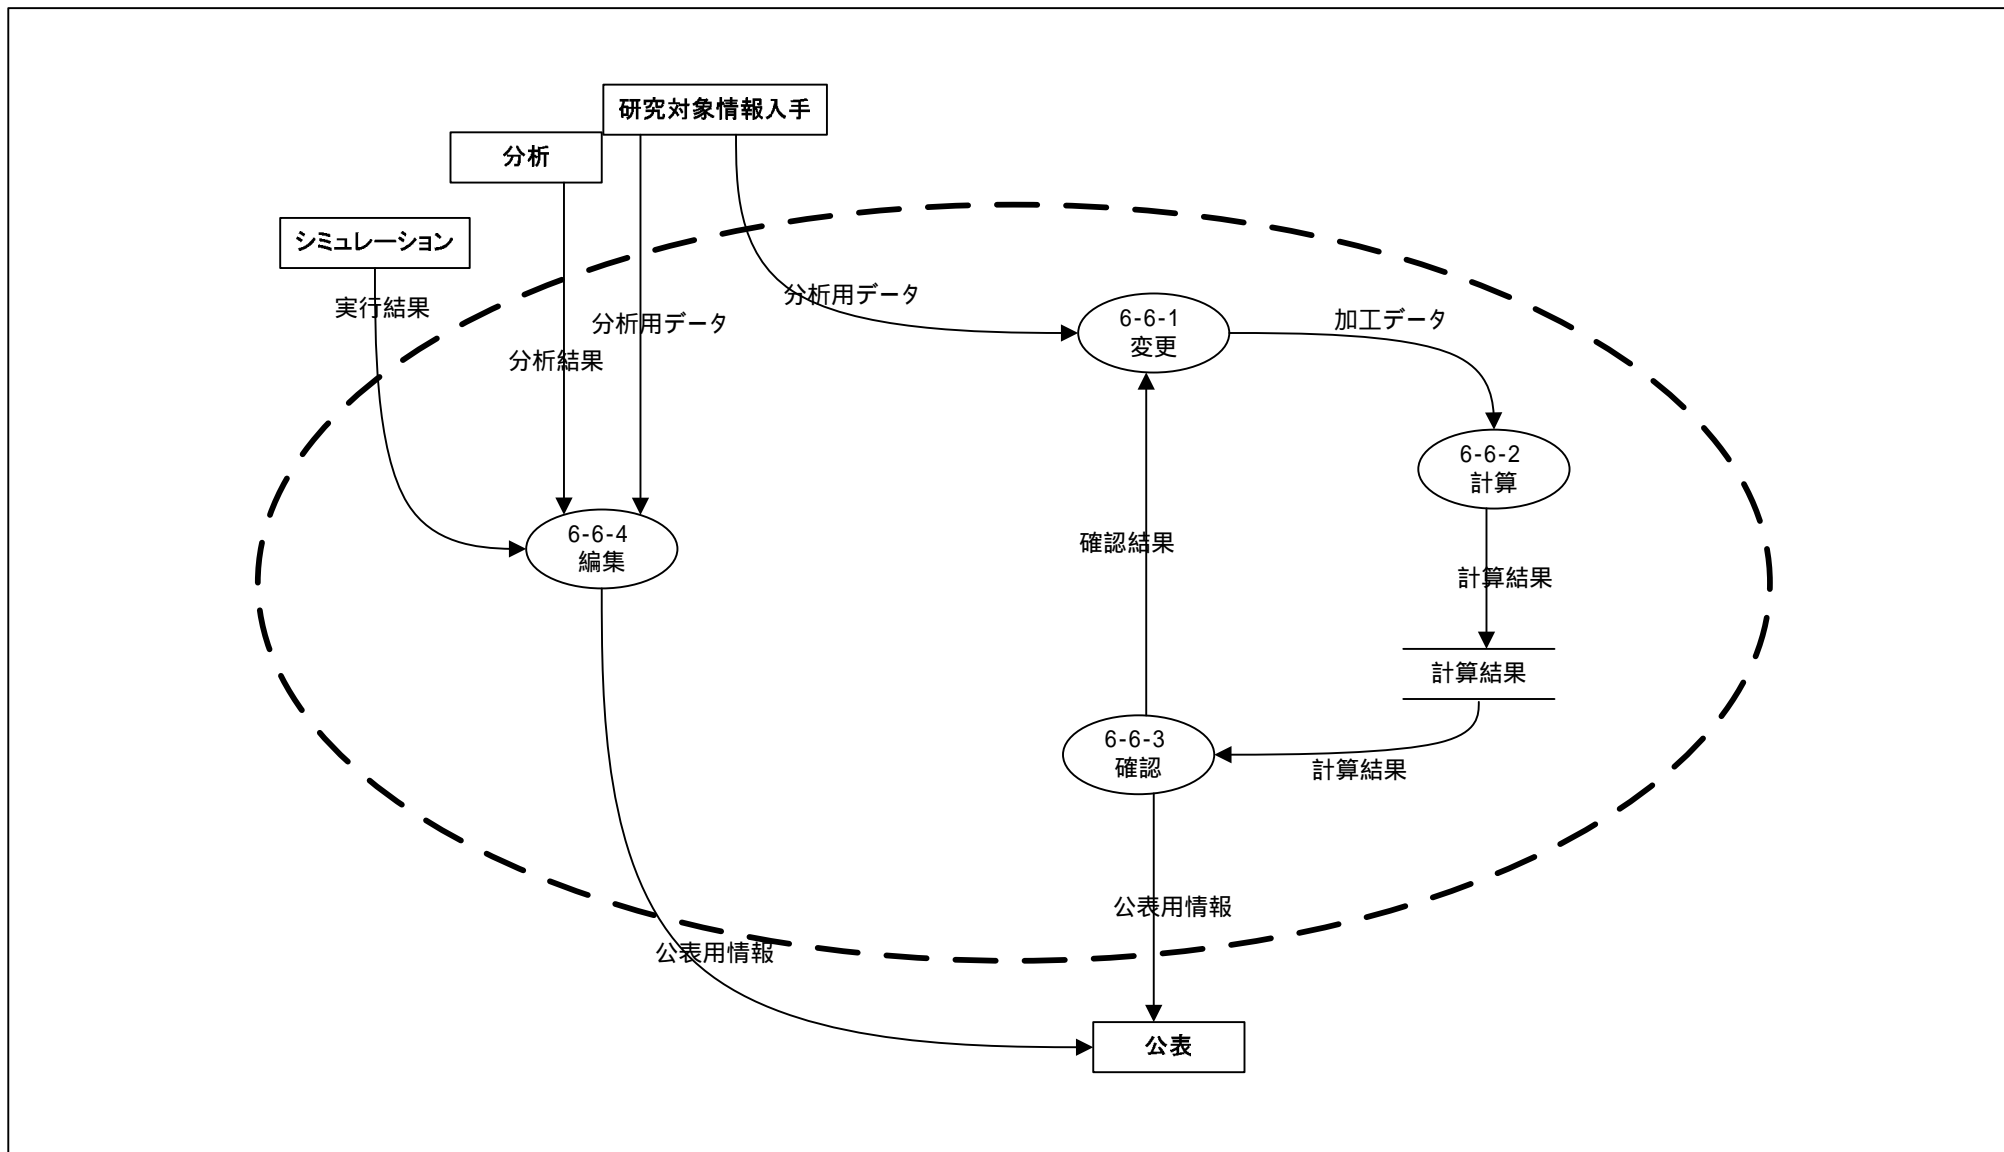 研究対象情報入手
分析
シミュレーション
実行結果
分析用データ
分析用データ
分析結果
6-6-1
変更
加工データ
6-6-2
計算
6-6-4
編集
確認結果
計算結果
計算結果
6-6-3
確認
計算結果
公表用情報
公表用情報
公表